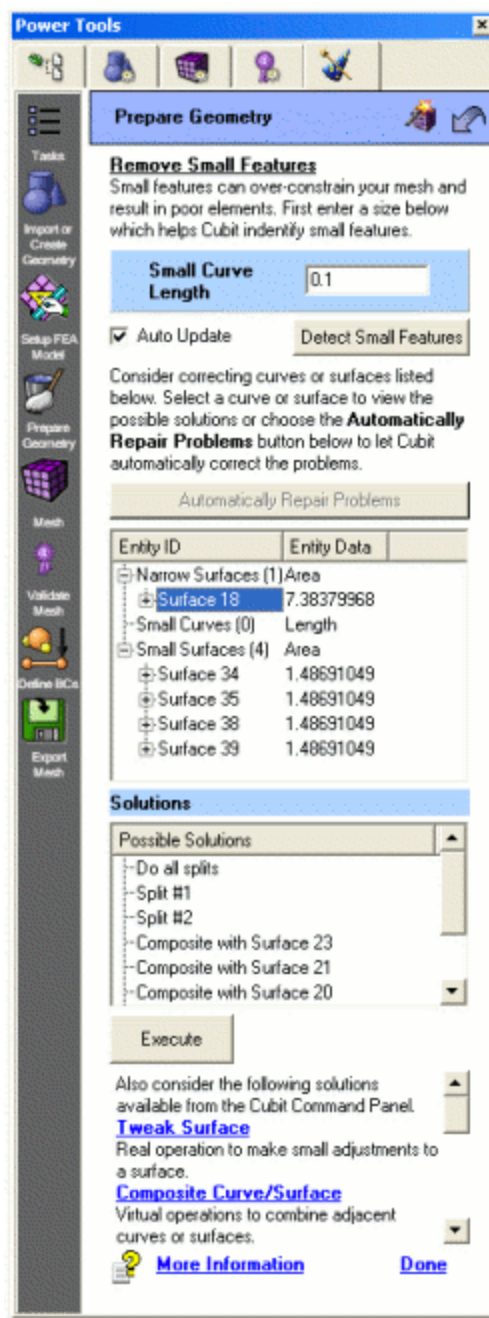 Power Tools
Tasks
Import or
Create
Geometry
Setup FEA
Model
Prepare
Geometry
Mesh
Validate
Mesh
Define BCs
Export
Mesh
Prepare Geometry
Remove Small Features
Small features can over-constrain your mesh and
result in poor elements. First enter a size below
which helps Cubit indentify small features.
Small Curve
Length
0.1
Auto Update
Detect Small Features
Consider correcting curves or surfaces listed
below. Select a curve or surface to view the
possible solutions or choose the Automatically
Repair Problems button below to let Cubit
automatically correct the problems.
Automatically Repair Problems
Entity ID Entity Data
Narrow Surfaces (1) Area
Surface 18 7.38379968
Small Curves (0) Length
Small Surfaces (4) Area
Surface 34 1.48691049
Surface 35 1.48691049
Surface 38 1.48691049
Surface 39 1.48691049
Solutions
Possible Solutions
Do all splits
Split #1
Split #2
Composite with Surface 23
Composite with Surface 21
Composite with Surface 20
Execute
Also consider the following solutions
available from the Cubit Command Panel.
Tweak Surface
Real operation to make small adjustments to
a surface.
Composite Curve/Surface
Virtual operations to combine adjacent
curves or surfaces.
More Information Done